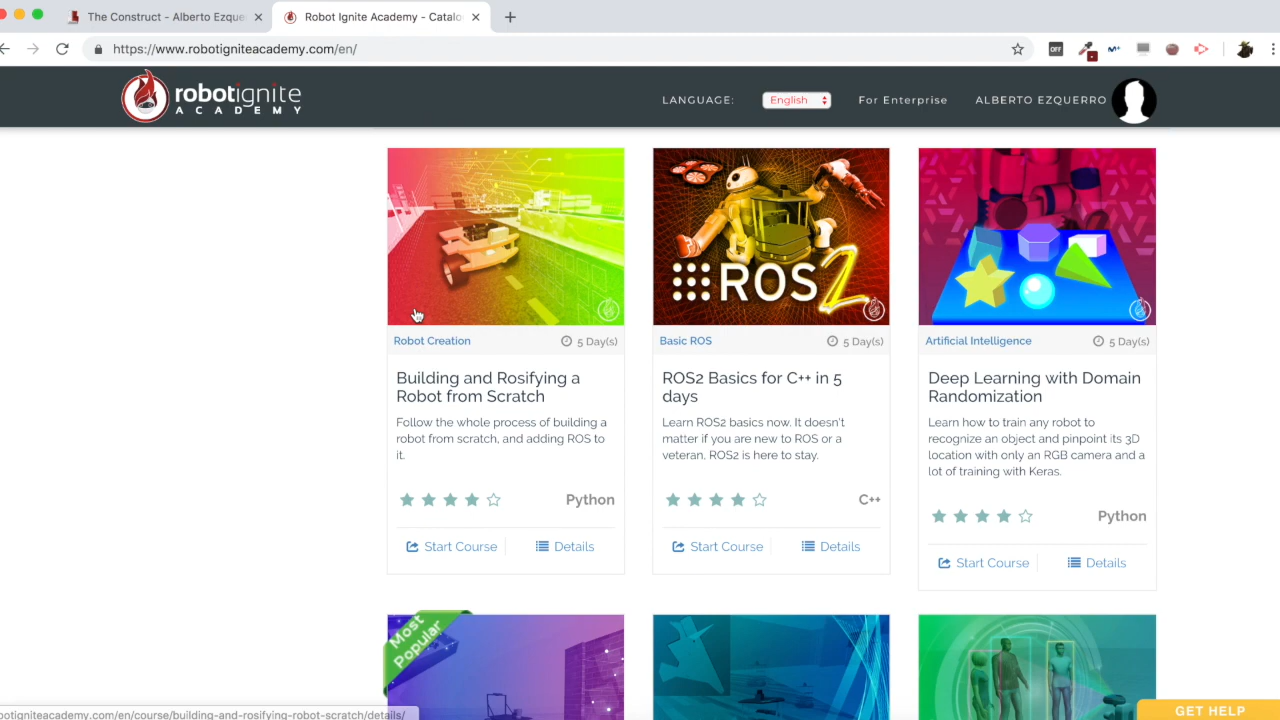 The Construct - Alberto Ezque
Robot Ignite Academy - Catalo
https://www.robotigniteacademy.com/en/
OFF
robotignite
ACADEMY
LANGUAGE:
English
For Enterprise
ALBERTO EZQUERRO
ROS2
Robot Creation
5 Day(s)
Basic ROS
5 Day(s)
Artificial Intelligence
5 Day(s)
Building and Rosifying a
Robot from Scratch
Follow the whole process of building a
robot from scratch, and adding ROS to
it.
Python
Start Course
Details
ROS2 Basics for C++ in 5
days
Learn ROS2 basics now. It doesn't
matter if you are new to ROS or a
veteran, ROS2 is here to stay.
C++
Start Course
Details
Deep Learning with Domain
Randomization
Learn how to train any robot to
recognize an object and pinpoint its 3D
location with only an RGB camera and a
lot of training with Keras.
Python
Start Course
Details
Most
Popular
otigniteacademy.com/en/course/building-and-rosifying-robot-scratch/details/
GET HELP